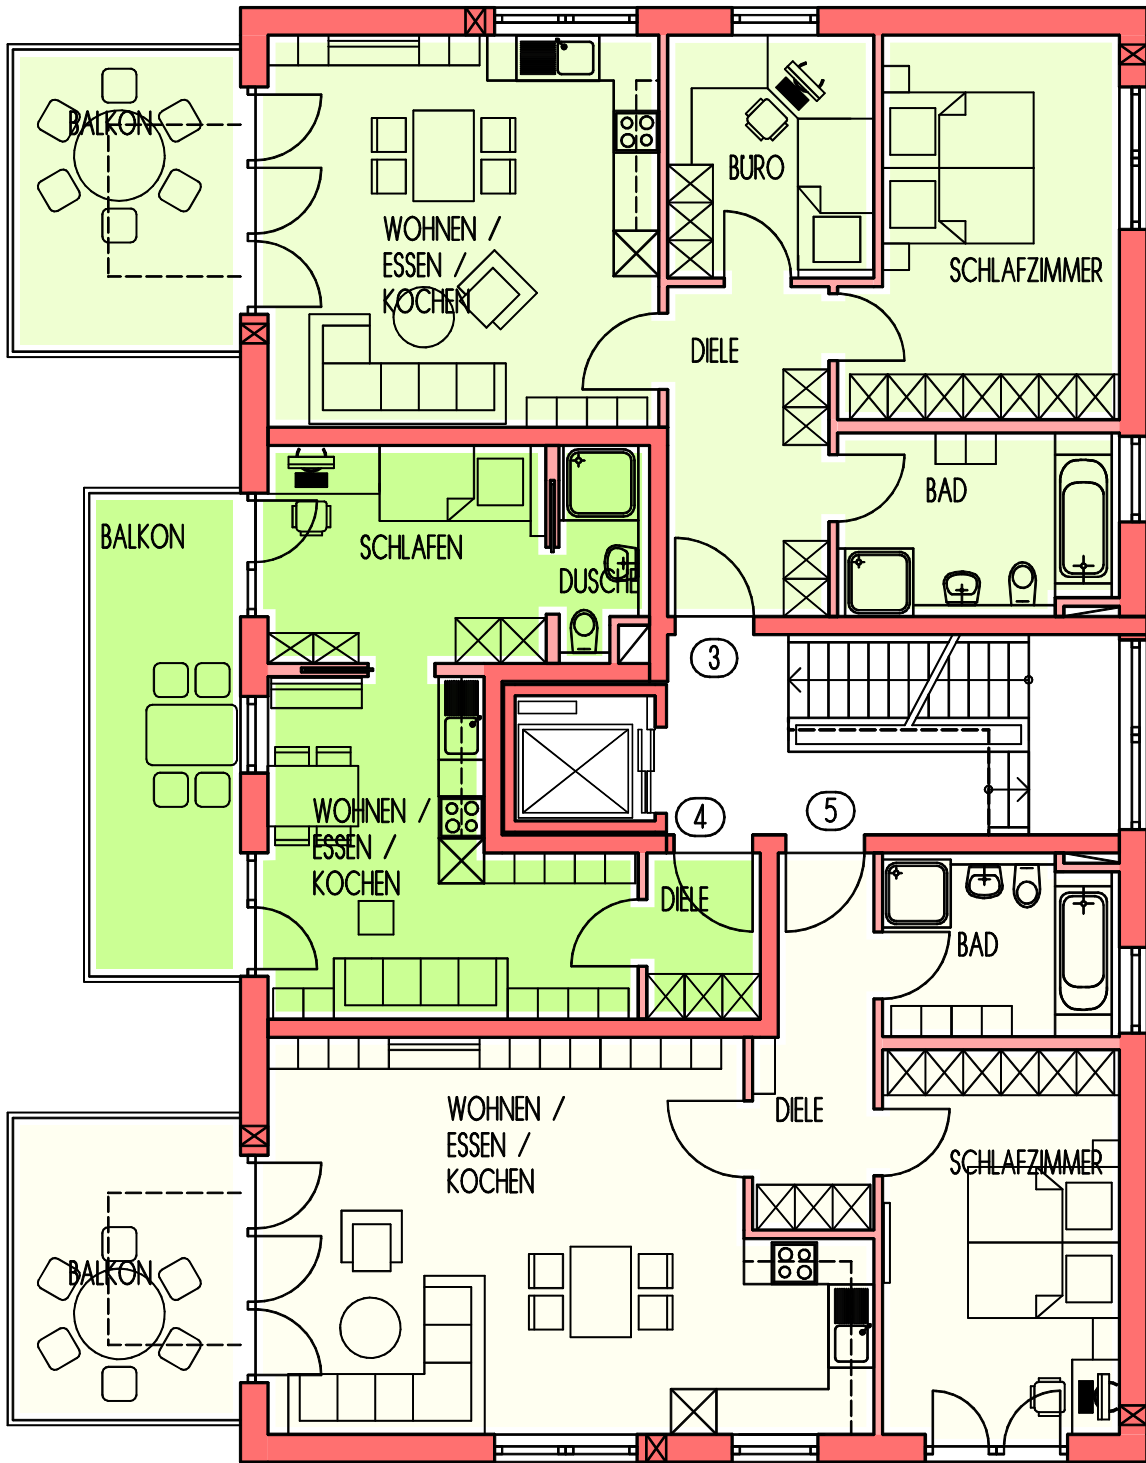 BALKON
WOHNEN /
ESSEN /
KOCHEN
BÜRO
SCHLAFZIMMER
DIELE
BAD
BALKON
SCHLAFEN
DUSCHE
3
4
5
WOHNEN /
ESSEN /
KOCHEN
DIELE
BAD
WOHNEN /
ESSEN /
KOCHEN
DIELE
SCHLAFZIMMER
BALKON